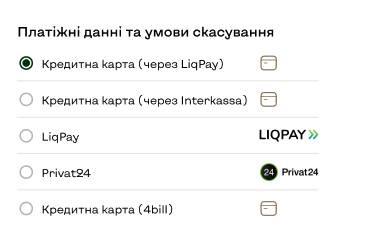 Платіжні данні та умови скасування
Кредитна карта (через LiqPay)
Кредитна карта (через Interkassa)
LiqPay LIQPAY
Privat24 24 Privat24
Кредитна карта (4bill)